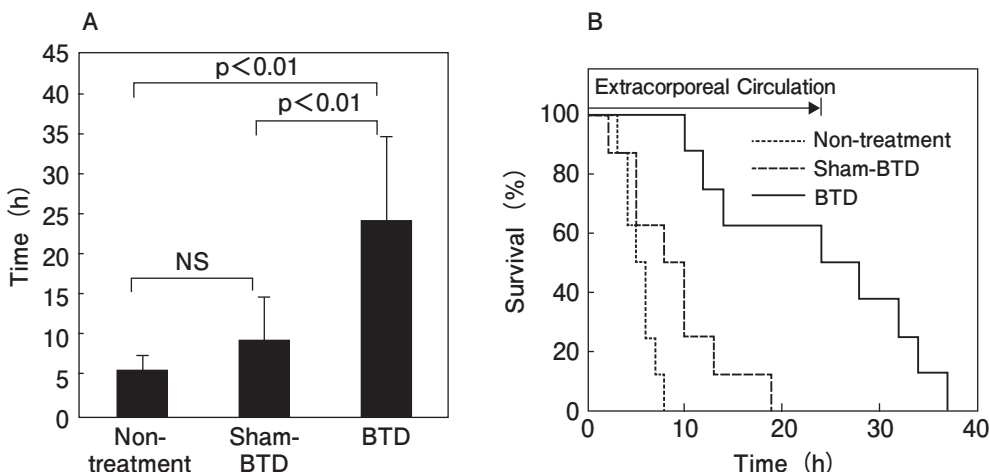 A
45
40
35
30
25
20
15
10
5
0
Time (h)
p<0.01
p<0.01
NS
Non-
treatment
Sham-
BTD
BTD
B
Extracorporeal Circulation
Non-treatment
Sham-BTD
BTD
100
80
60
40
20
0
Survival (%)
0 10 20 30 40
Time (h)